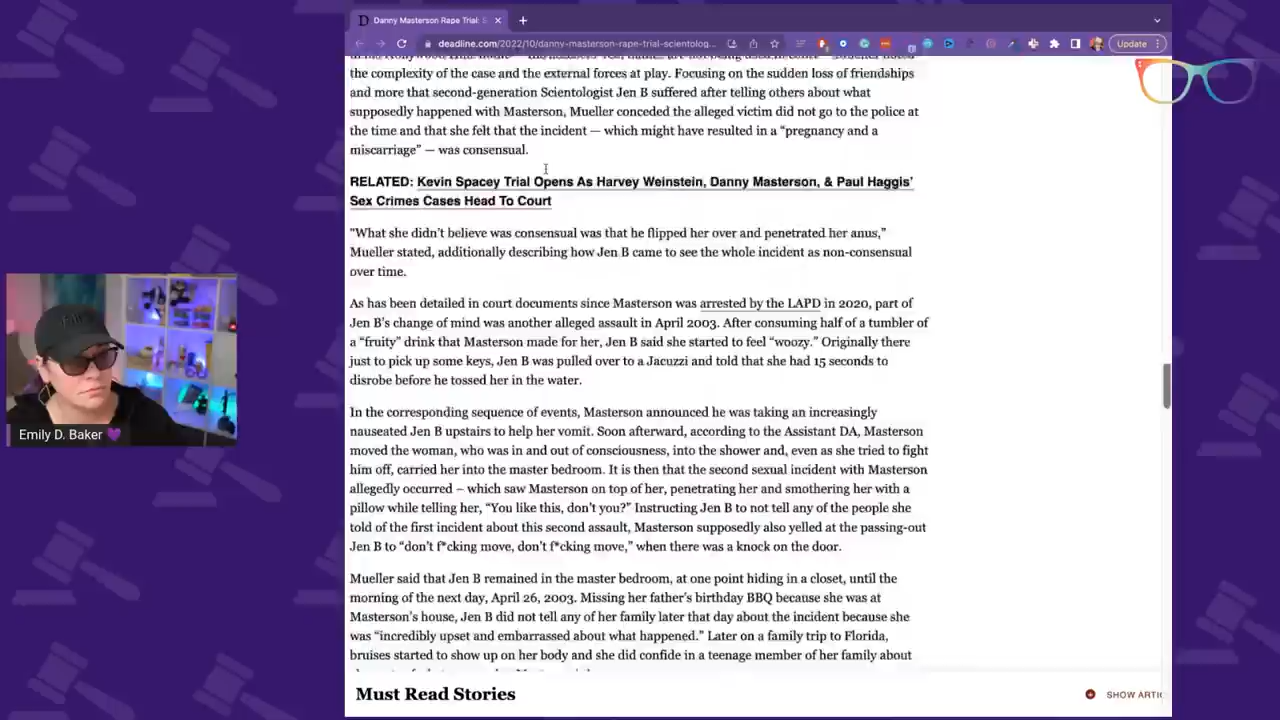 Danny Masterson Rape Trial: S
deadline.com/2022/10/danny-masterson-rape-trial-scientolog...
Update
the complexity of the case and the external forces at play. Focusing on the sudden loss of friendships
and more that second-generation Scientologist Jen B suffered after telling others about what
supposedly happened with Masterson, Mueller conceded the alleged victim did not go to the police at
the time and that she felt that the incident — which might have resulted in a “pregnancy and a
miscarriage” — was consensual.
RELATED: Kevin Spacey Trial Opens As Harvey Weinstein, Danny Masterson, & Paul Haggis’
Sex Crimes Cases Head To Court
“What she didn’t believe was consensual was that he flipped her over and penetrated her anus,”
Mueller stated, additionally describing how Jen B came to see the whole incident as non-consensual
over time.
As has been detailed in court documents since Masterson was arrested by the LAPD in 2020, part of
Jen B’s change of mind was another alleged assault in April 2003. After consuming half of a tumbler of
a “fruity” drink that Masterson made for her, Jen B said she started to feel “woozy.” Originally there
just to pick up some keys, Jen B was pulled over to a Jacuzzi and told that she had 15 seconds to
disrobe before he tossed her in the water.
In the corresponding sequence of events, Masterson announced he was taking an increasingly
nauseated Jen B upstairs to help her vomit. Soon afterward, according to the Assistant DA, Masterson
moved the woman, who was in and out of consciousness, into the shower and, even as she tried to fight
him off, carried her into the master bedroom. It is then that the second sexual incident with Masterson
allegedly occurred – which saw Masterson on top of her, penetrating her and smothering her with a
pillow while telling her, “You like this, don’t you?” Instructing Jen B to not tell any of the people she
told of the first incident about this second assault, Masterson supposedly also yelled at the passing-out
Jen B to “don’t f*cking move, don’t f*cking move,” when there was a knock on the door.
Emily D. Baker 💜
Mueller said that Jen B remained in the master bedroom, at one point hiding in a closet, until the
morning of the next day, April 26, 2003. Missing her father’s birthday BBQ because she was at
Masterson’s house, Jen B did not tell any of her family later that day about the incident because she
was “incredibly upset and embarrassed about what happened.” Later on a family trip to Florida,
bruises started to show up on her body and she did confide in a teenage member of her family about
Must Read Stories
SHOW ARTIC